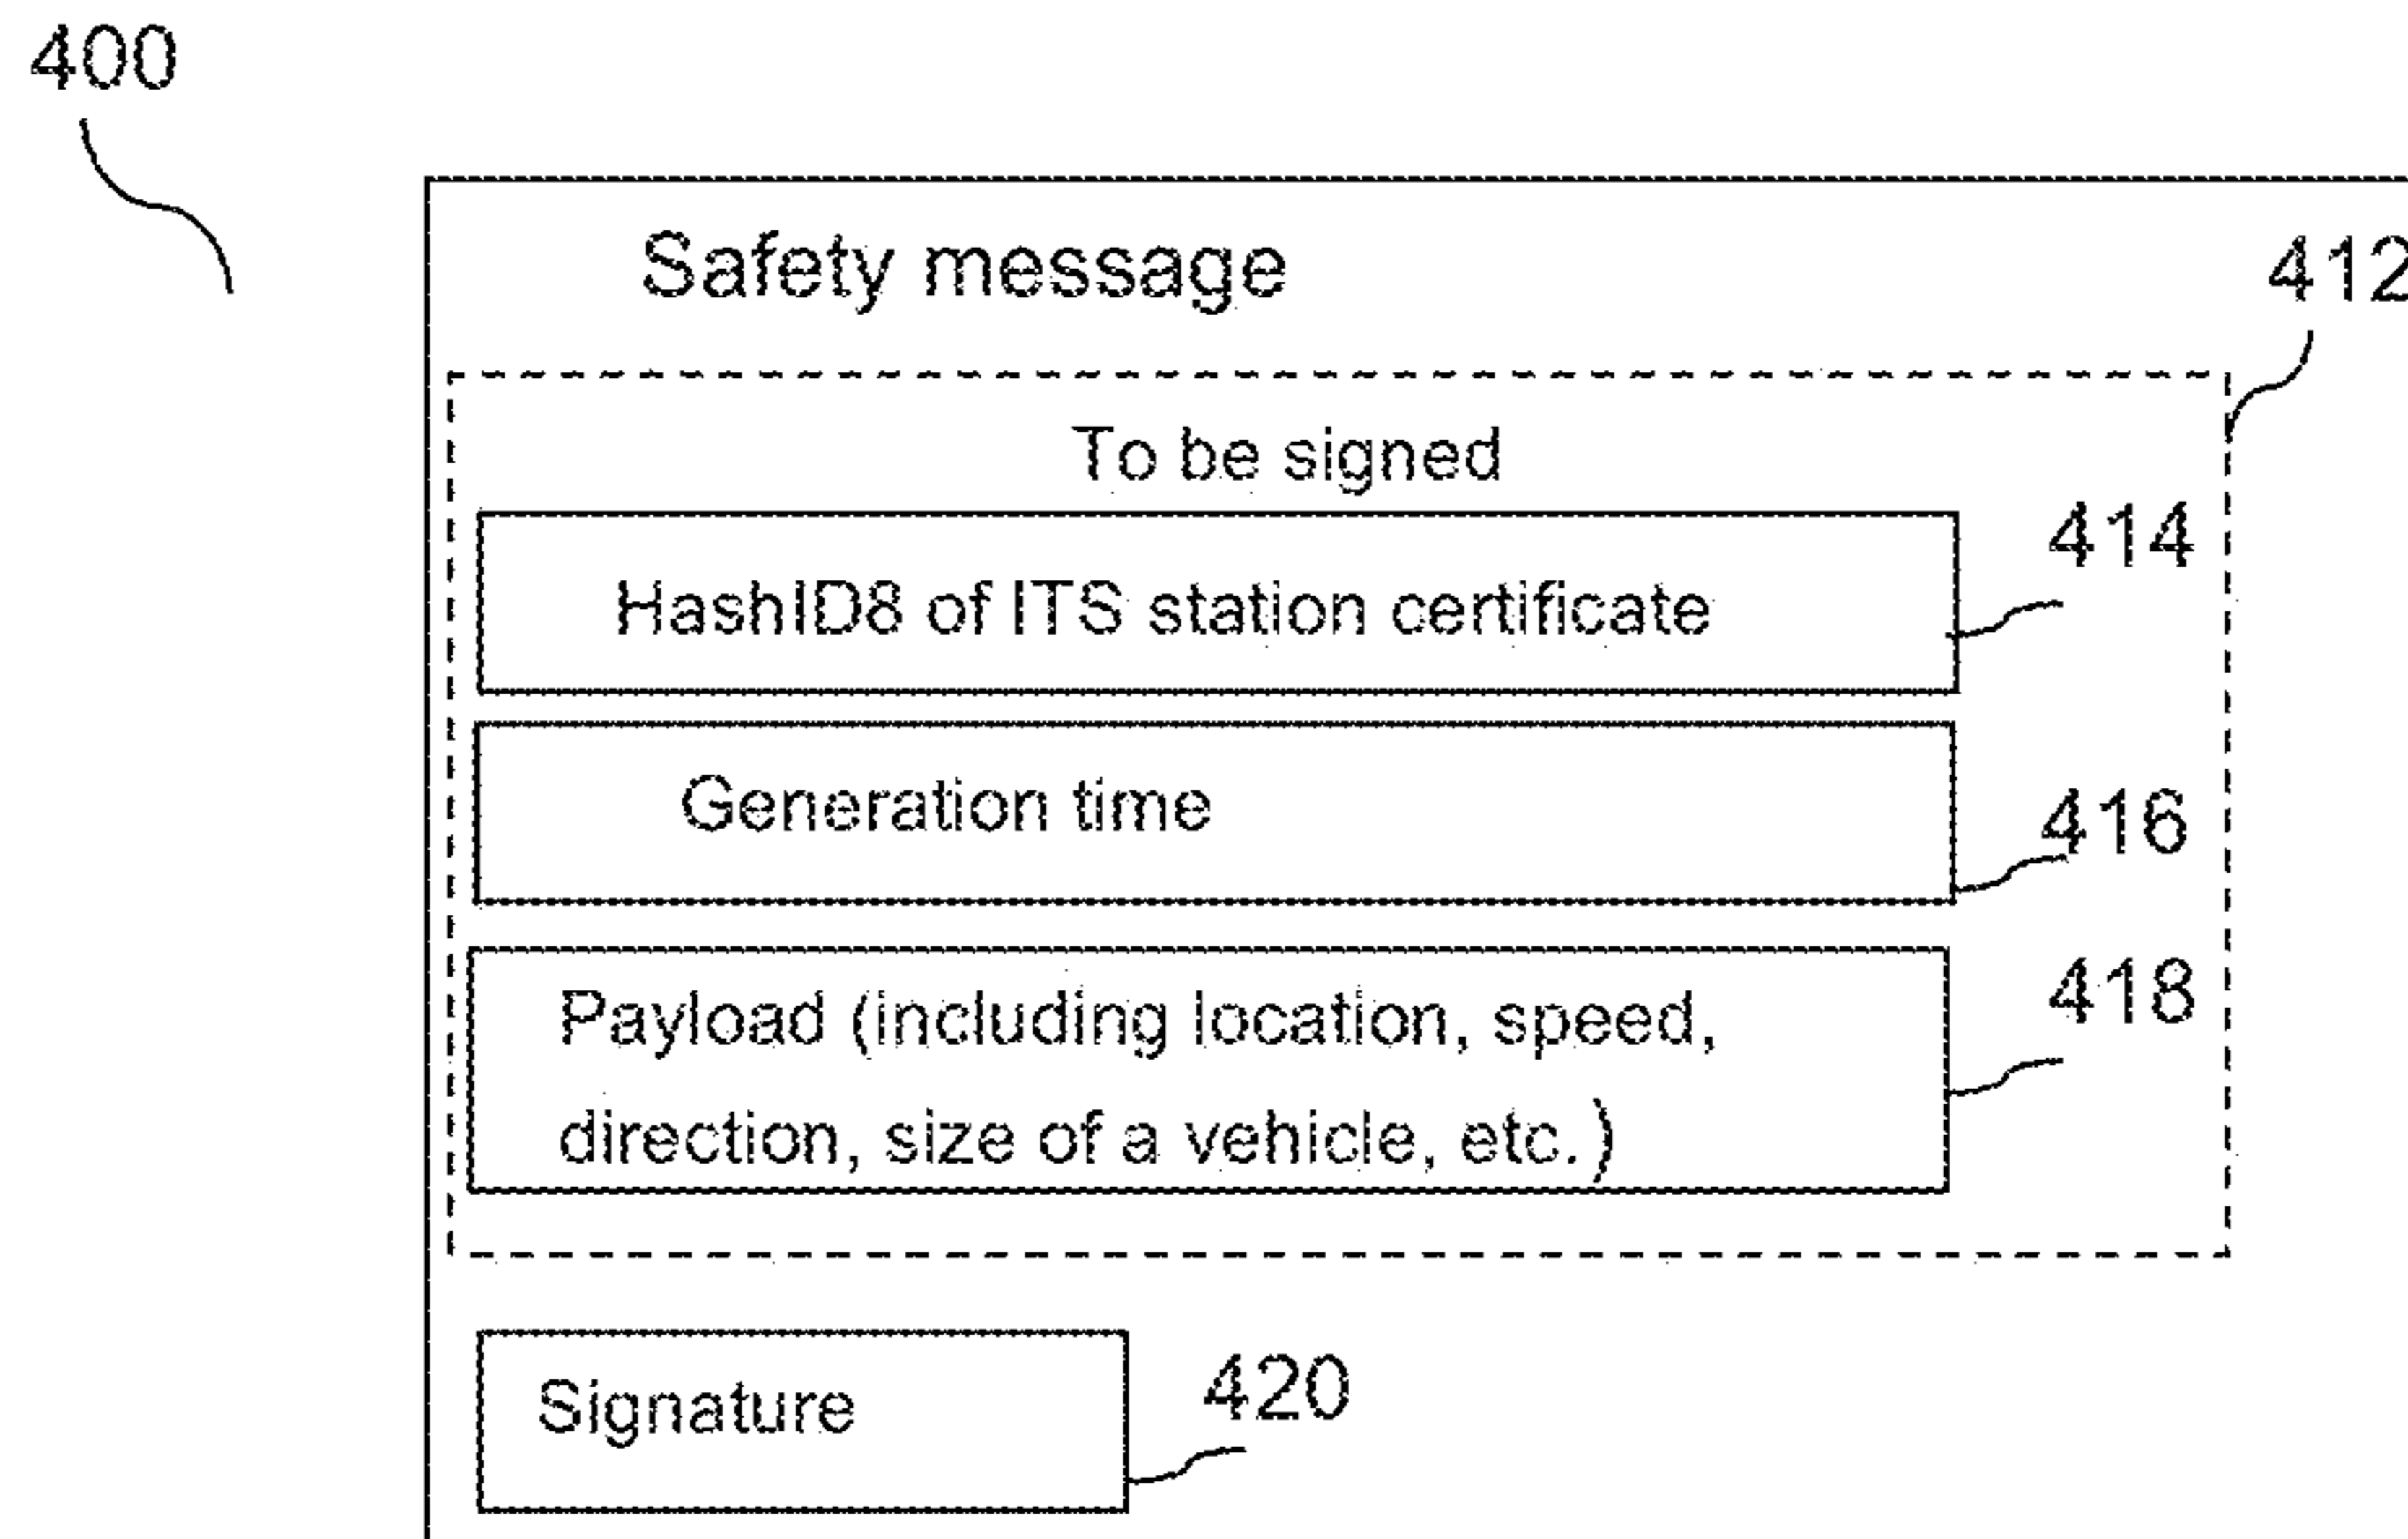 400
Safety message
412
To be signed
414
HashID8 of ITS station certificate
Generation time
416
Payload (including location, speed,
418
direction, size of a vehicle, etc.)
Signature
420